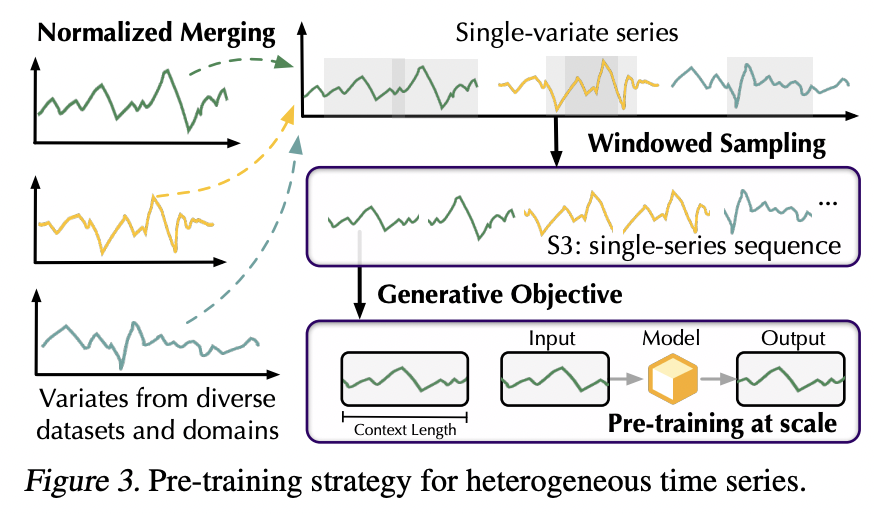 Normalized Merging
Single-variate series
Windowed Sampling
...
S3: single-series sequence
Generative Objective
Variates from diverse
datasets and domains
Context Length
Input
Model
Output
Pre-training at scale
Figure 3. Pre-training strategy for heterogeneous time series.